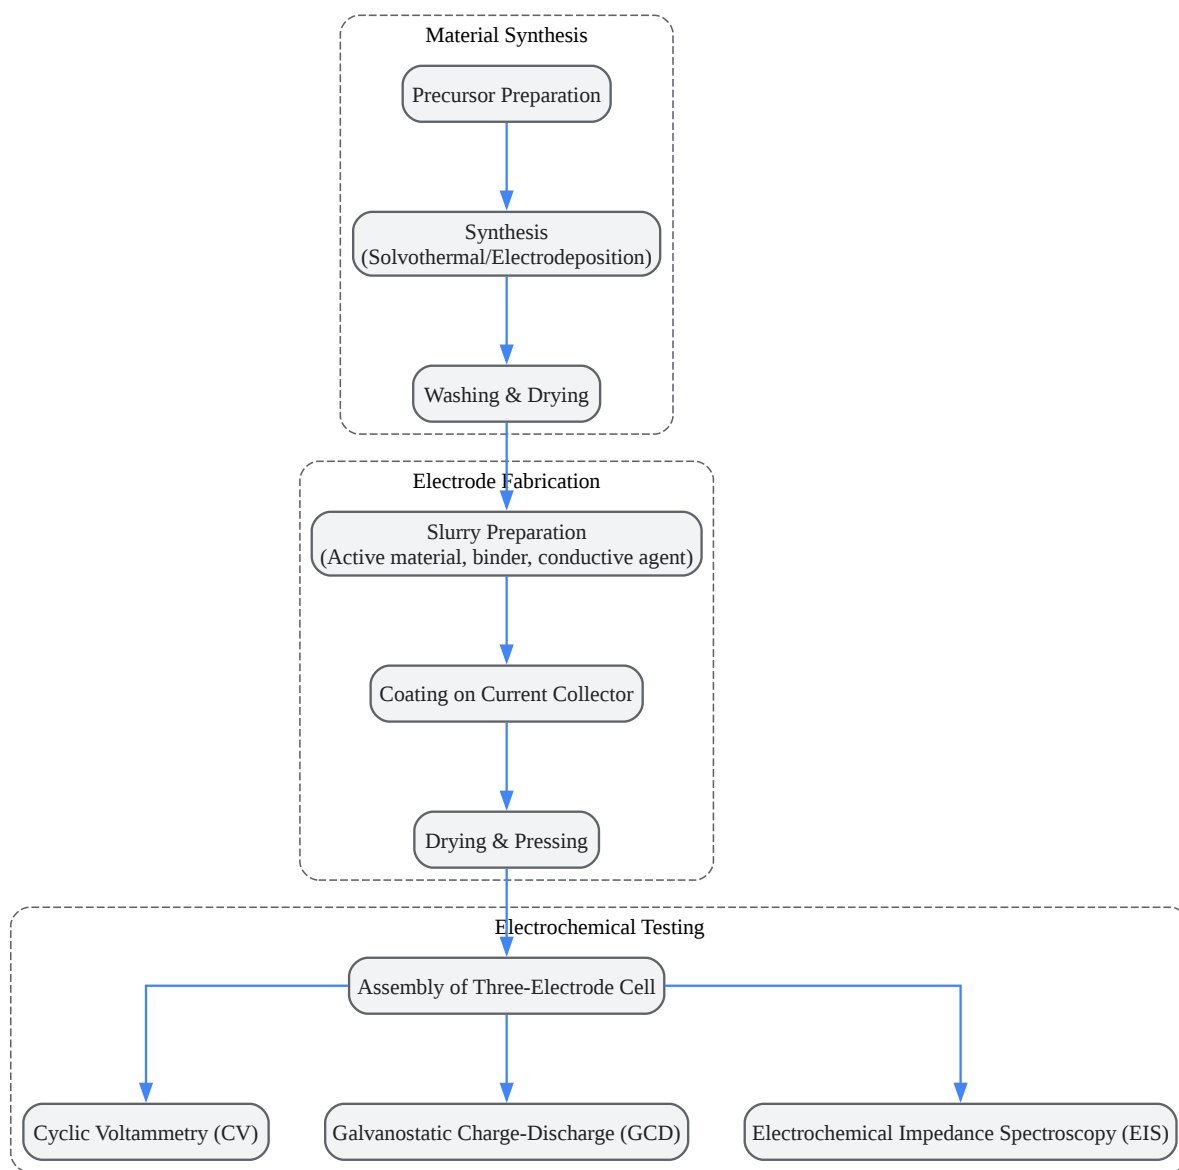 Material Synthesis
Precursor Preparation
Synthesis
(Solvothermal/Electrodeposition)
Washing & Drying
Electrode Fabrication
Slurry Preparation
(Active material, binder, conductive agent)
Coating on Current Collector
Drying & Pressing
Electrochemical Testing
Assembly of Three-Electrode Cell
Cyclic Voltammetry (CV)
Galvanostatic Charge-Discharge (GCD)
Electrochemical Impedance Spectroscopy (EIS)